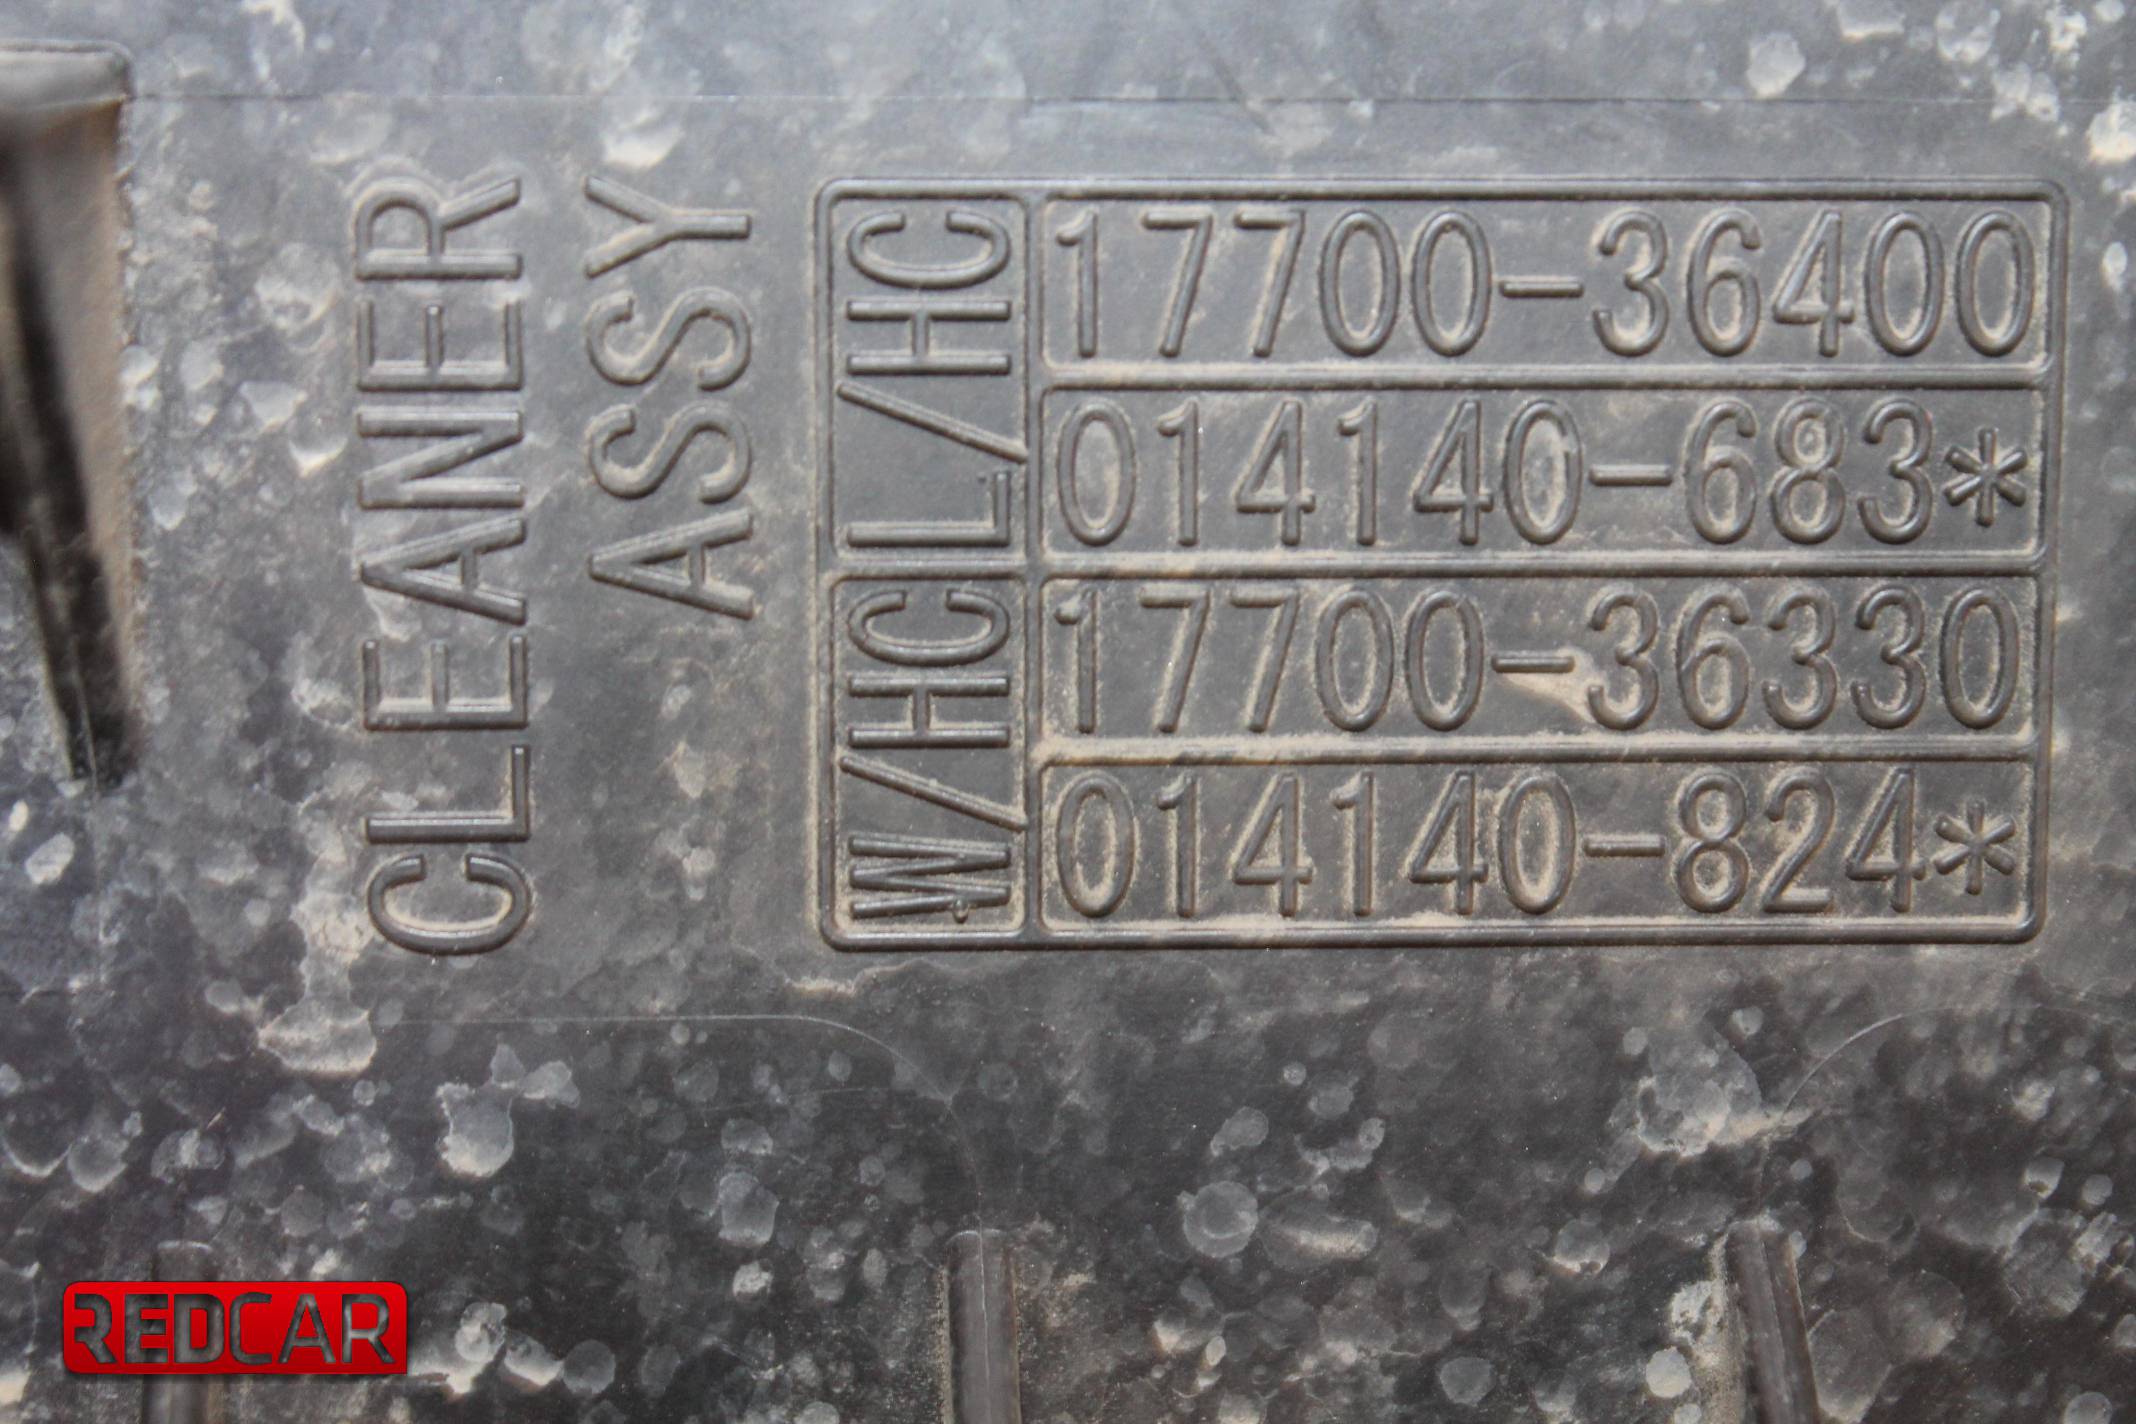 CLEANER
ASSY
L/HC
17700-36400
014140-683*
W/HC
17700-36330
014140-824*
REDCAR